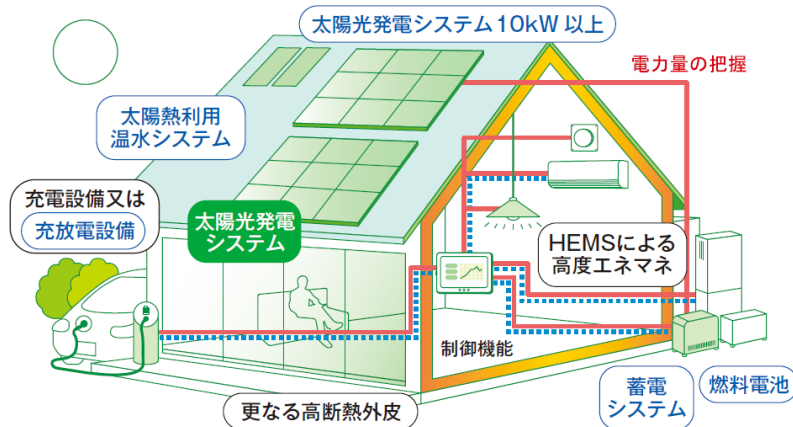 太陽光発電システム10kW以上
電力量の把握
太陽熱利用
温水システム
充電設備又は
充放電設備
太陽光発電
システム
HEMSによる
高度エネマネ
制御機能
更なる高断熱外皮
蓄電
システム
燃料電池